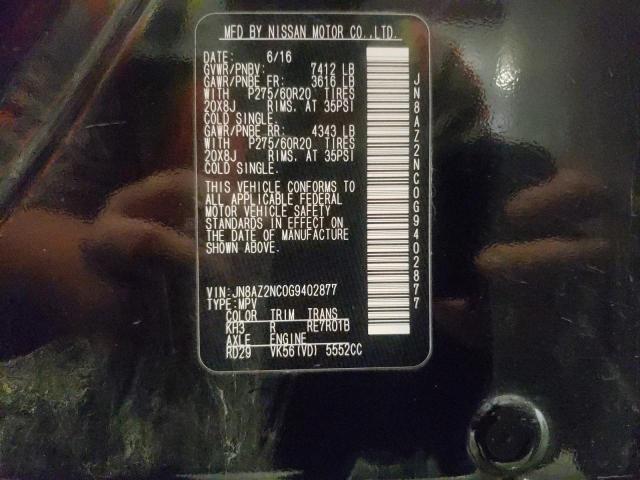 MFD BY NISSAN MOTOR CO.,LTD.
DATE: 6/16
GVWR/PNBV: 7412 LB
GAWR/PNBE FR: 3616 LB
WITH P275/60R20 TIRES
20X8J RIMS. AT 35PSI
COLD SINGLE.
GAWR/PNBE RR: 4343 LB
WITH P275/60R20 TIRES
20X8J RIMS. AT 35PSI
COLD SINGLE.
THIS VEHICLE CONFORMS TO
ALL APPLICABLE FEDERAL
MOTOR VEHICLE SAFETY
STANDARDS IN EFFECT ON
THE DATE OF MANUFACTURE
SHOWN ABOVE.
VIN:JN8AZ2NC0G9402877
TYPE:MPV
COLOR TRIM TRANS
KH3 R RE7R01B
AXLE ENGINE
RD29 VK56(VD) 5552CC
JN8AZ2NC0G9402877